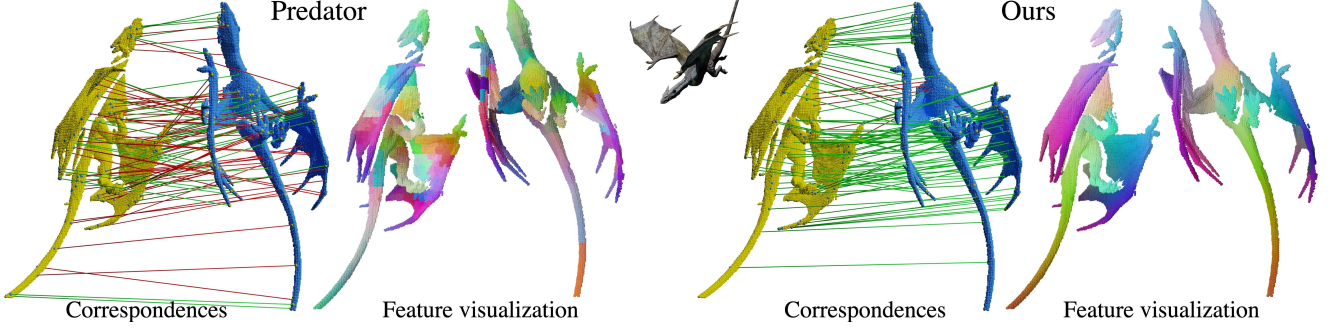 Predator
Ours
Correspondences
Feature visualization
Correspondences
Feature visualization